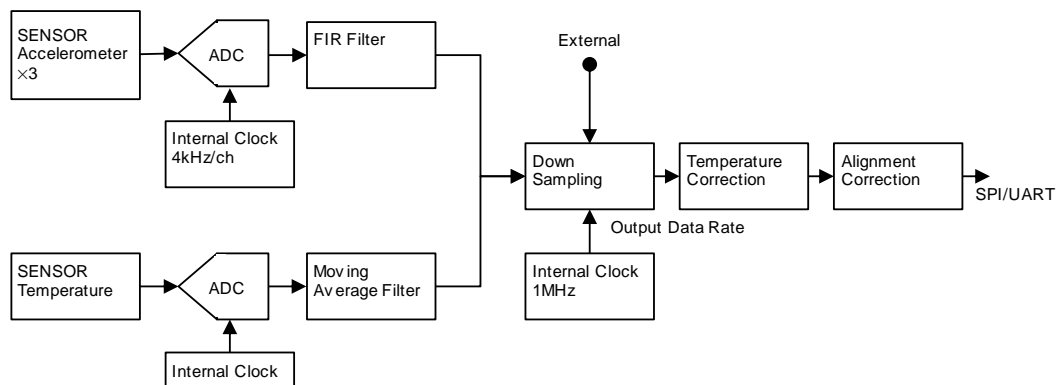 SENSOR
Accelerometer
×3
ADC
FIR Filter
External
Internal Clock
4kHz/ch
Down
Sampling
Temperature
Correction
Alignment
Correction
SPI/UART
Output Data Rate
SENSOR
Temperature
ADC
Moving
Average Filter
Internal Clock
1MHz
Internal Clock